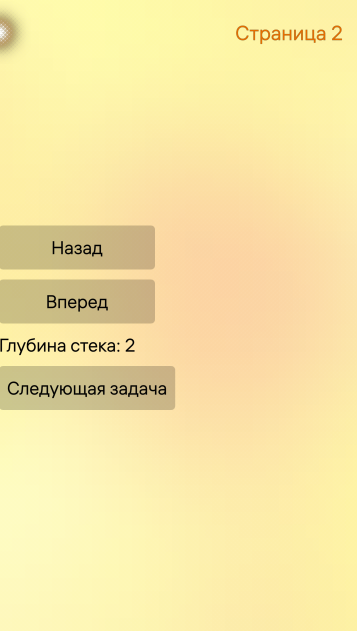 Страница 2
Назад
Вперед
Глубина стека: 2
Следующая задача